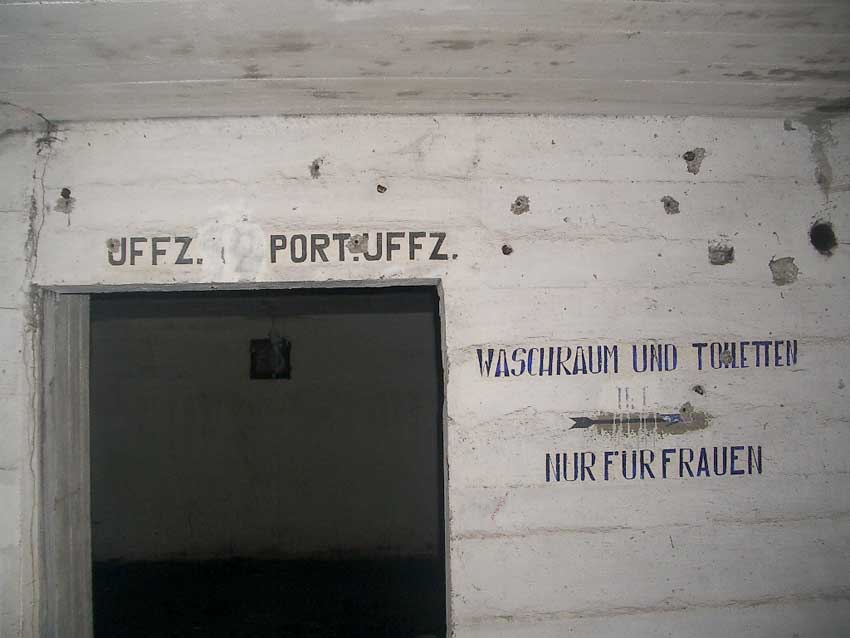 UFFZ. PORT.UFFZ.
WASCHRAUM UND TOILETTEN
NUR FÜR FRAUEN